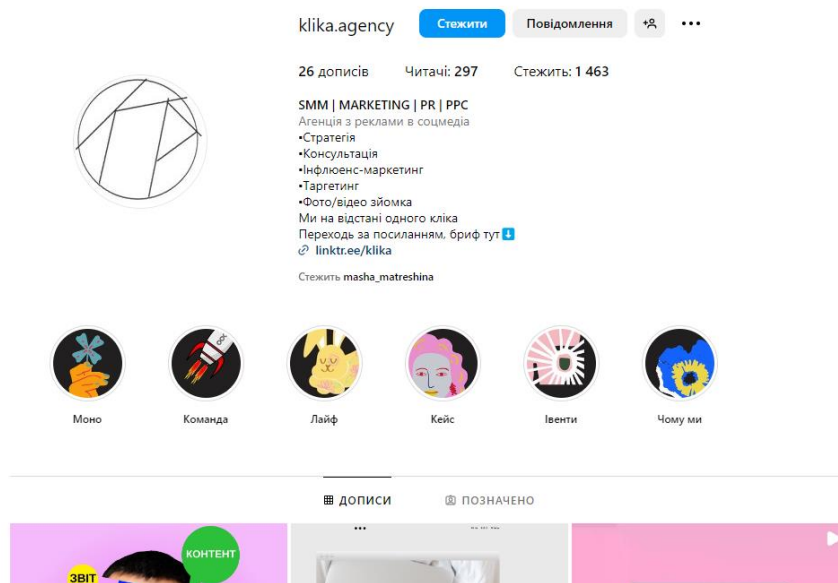 klika.agency Стежити Повідомлення
26 дописів Читачі: 297 Стежить: 1 463
SMM | MARKETING | PR | PPC
Агенція з реклами в соцмедіа
•Стратегія
•Консультація
•Інфлюенс-маркетинг
•Таргетинг
•Фото/відео зйомка
Ми на відстані одного кліка
Переходь за посиланням, бриф тут⬇️
linktr.ee/klika
Стежить masha_matreshina
Моно Команда Лайф Кейс Івенти Чому ми
ДОПИСИ ПОЗНАЧЕНО
КОНТЕНТ
ЗВІТ